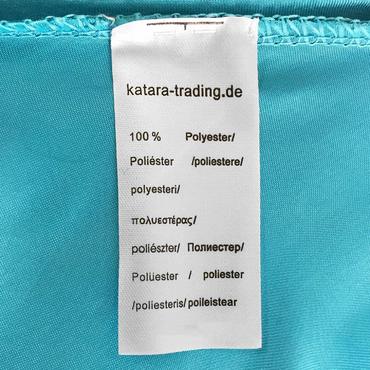 katara-trading.de
100 % Polyester/
Poliéster /poliestere/
polyesteri/
πολυεστέρας/
poliészter/ Полиестер/
Polüester / poliester
/poliesteris/poileistear